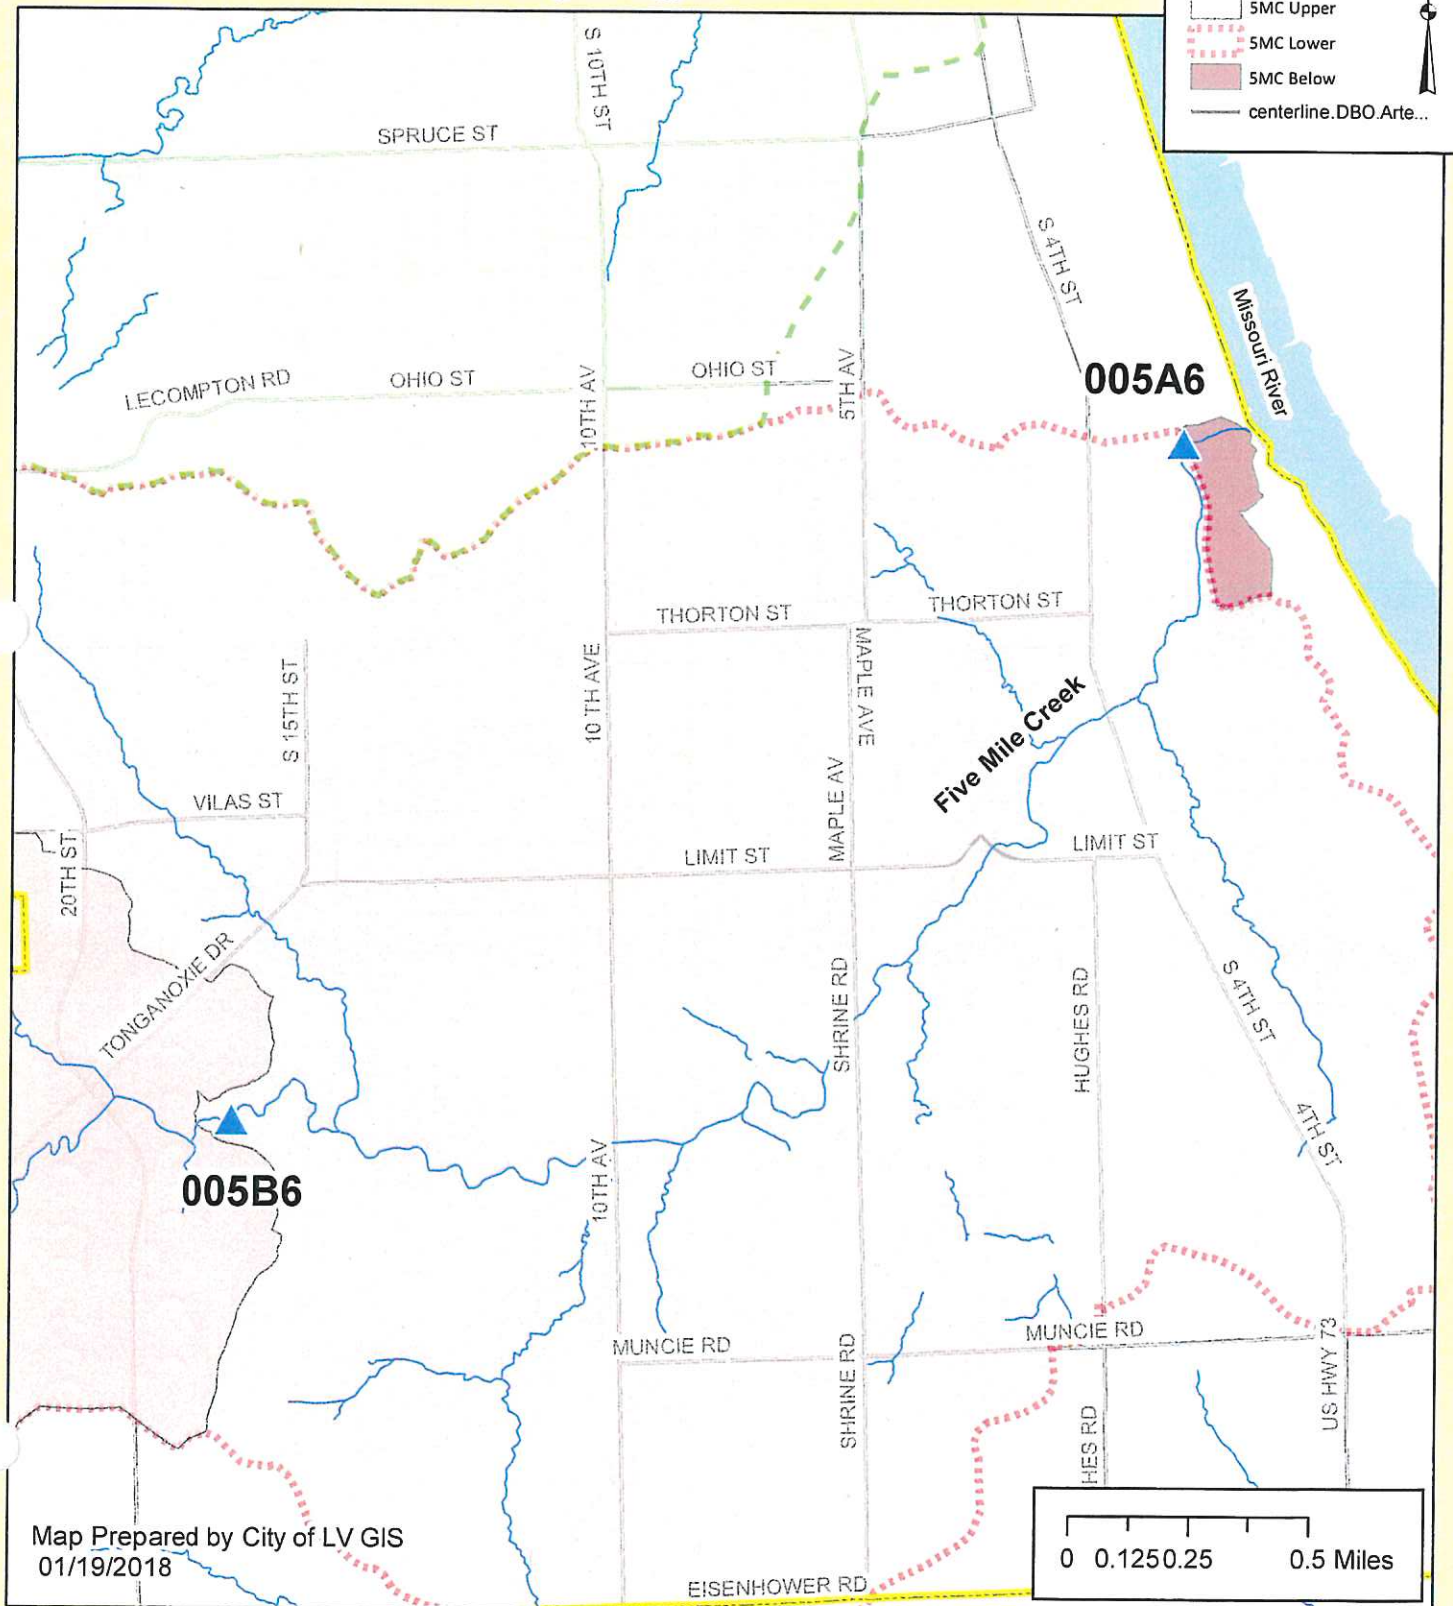 5MC Upper
5MC Lower
5MC Below
centerline.DBO.Arte...
S 10TH ST
SPRUCE ST
S 4TH ST
Missouri River
LECOMPTON RD
OHIO ST
OHIO ST
10TH AV
5TH AV
005A6
THORTON ST
THORTON ST
S 15TH ST
10 TH AVE
MAPLE AVE
Five Mile Creek
VILAS ST
MAPLE AV
LIMIT ST
LIMIT ST
20TH ST
TONGANOXIE DR
SHRINE RD
HUGHES RD
S 4TH ST
4TH ST
005B6
10TH AV
MUNCIE RD
MUNCIE RD
SHRINE RD
HES RD
US HWY 73
Map Prepared by City of LV GIS
01/19/2018
EISENHOWER RD
0 0.1250.25 0.5 Miles